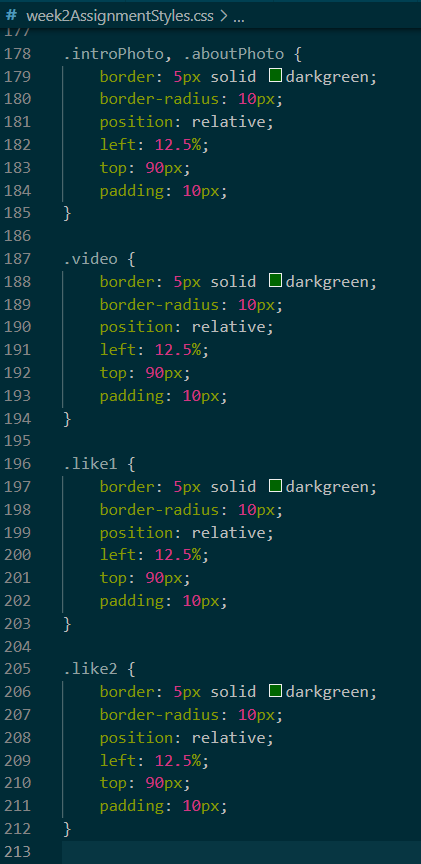 # week2AssignmentStyles.css > ...
177
178 .introPhoto, .aboutPhoto {
179     border: 5px solid darkgreen;
180     border-radius: 10px;
181     position: relative;
182     left: 12.5%;
183     top: 90px;
184     padding: 10px;
185 }
186
187 .video {
188     border: 5px solid darkgreen;
189     border-radius: 10px;
190     position: relative;
191     left: 12.5%;
192     top: 90px;
193     padding: 10px;
194 }
195
196 .like1 {
197     border: 5px solid darkgreen;
198     border-radius: 10px;
199     position: relative;
200     left: 12.5%;
201     top: 90px;
202     padding: 10px;
203 }
204
205 .like2 {
206     border: 5px solid darkgreen;
207     border-radius: 10px;
208     position: relative;
209     left: 12.5%;
210     top: 90px;
211     padding: 10px;
212 }
213